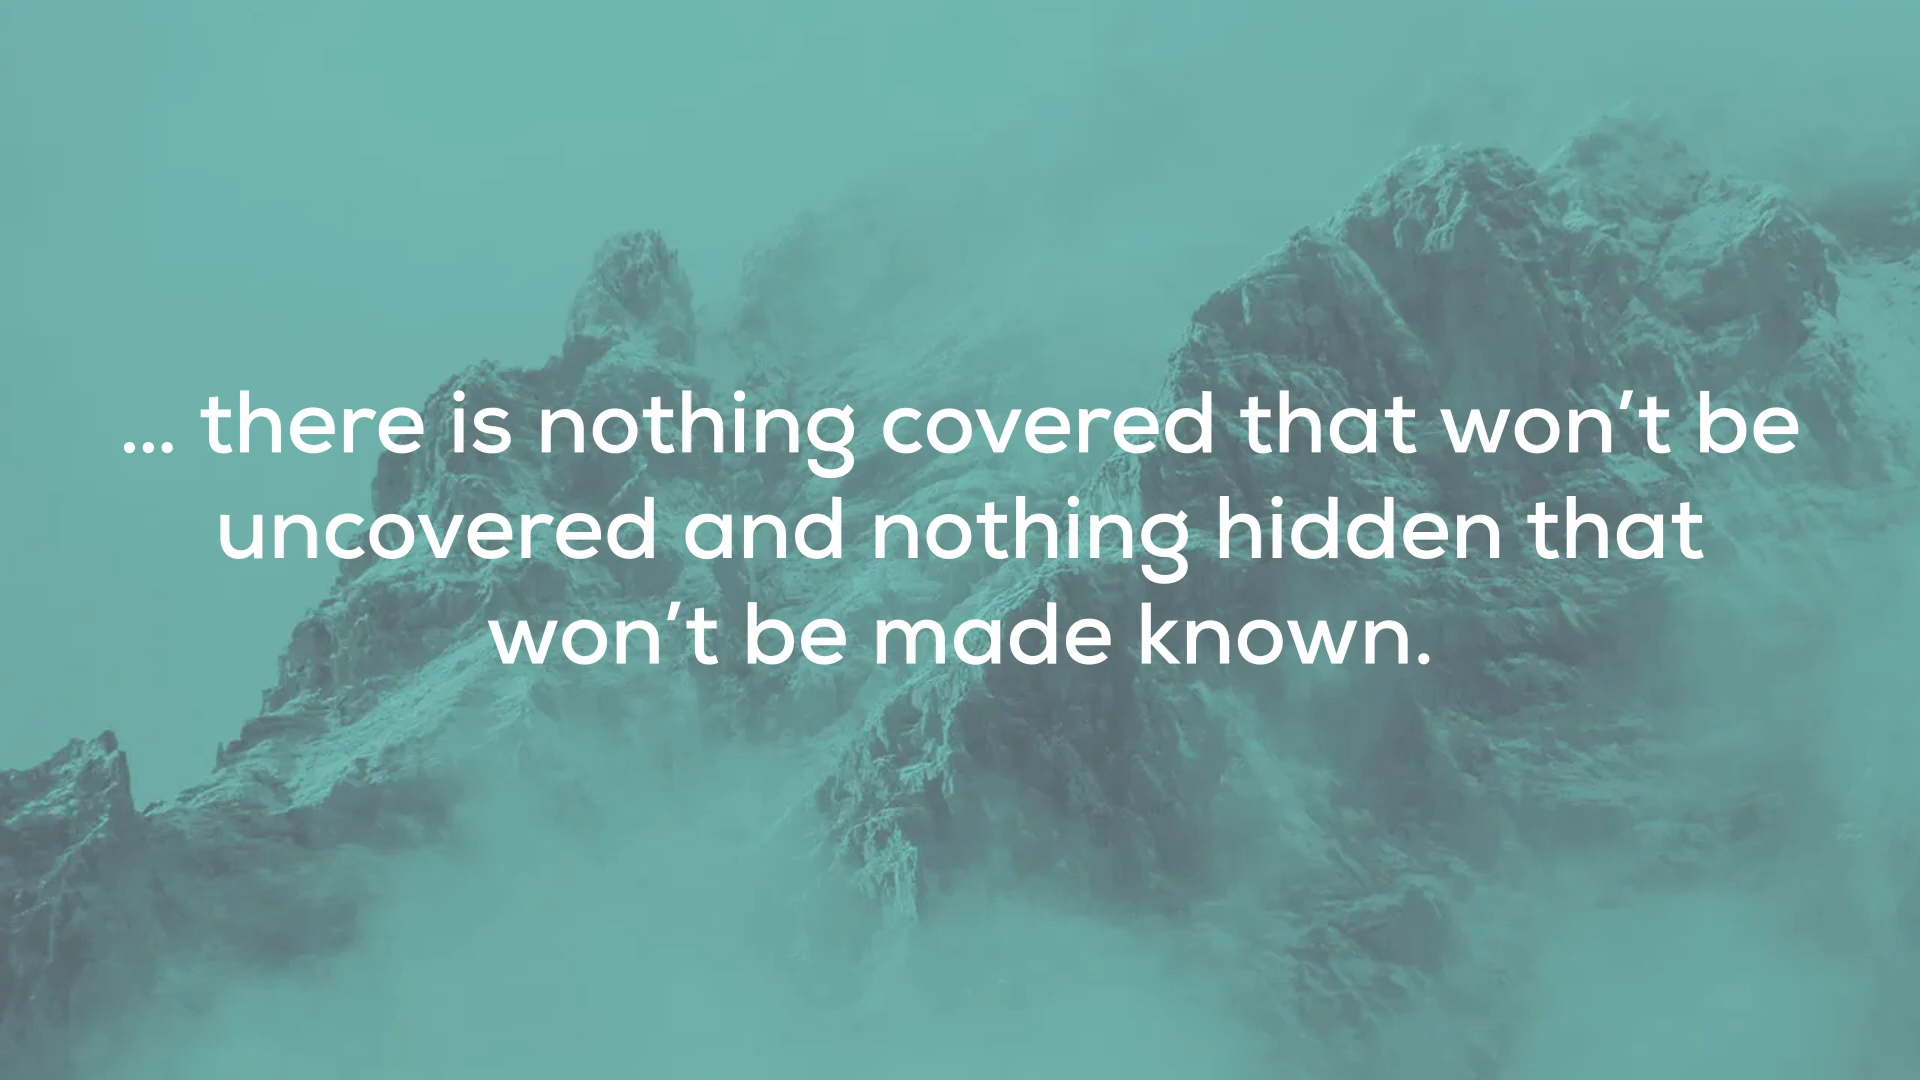 ... there is nothing covered that won’t be
uncovered and nothing hidden that
won’t be made known.